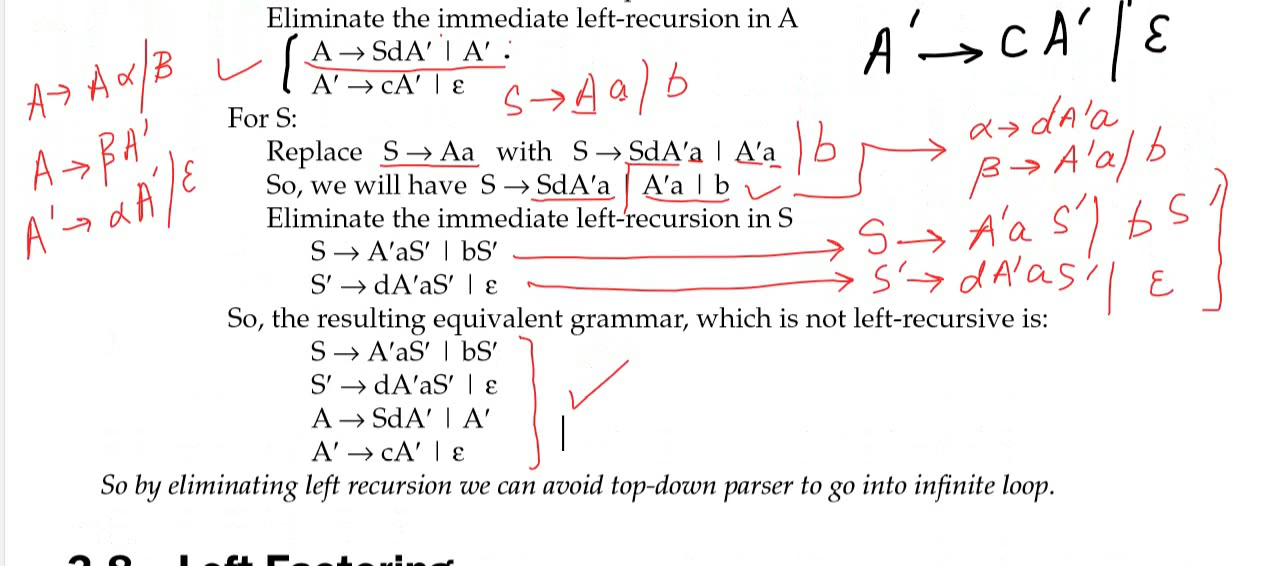 Eliminate the immediate left-recursion in A
A → SdA′ | A′ :
A′ → cA′ | ε
A′ → CA′ | ε
A → Aα | β
A → βA′
A′ → αA′ | ε
S → Aa | b
For S:
Replace S → Aa with S → SdA′a | A′a | b
So, we will have S → SdA′a | A′a | b
α → dA′a
β → A′a | b
Eliminate the immediate left-recursion in S
S → A′aS′ | bS′
S → A′a S′ | b S′
S′ → dA′aS′ | ε
S′ → dA′as′ | ε
So, the resulting equivalent grammar, which is not left-recursive is:
S → A′aS′ | bS′
S′ → dA′aS′ | ε
A → SdA′ | A′
A′ → cA′ | ε
So by eliminating left recursion we can avoid top-down parser to go into infinite loop.
Left Factoring